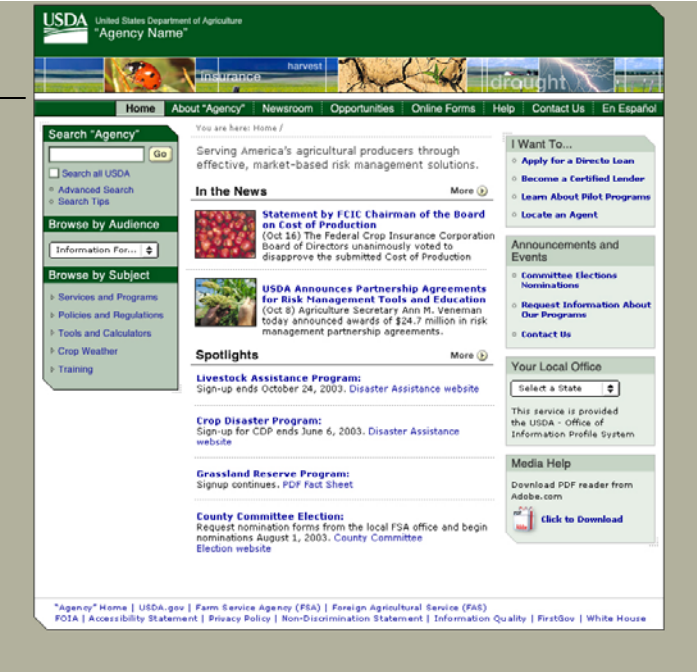 USDA
United States Department of Agriculture
"Agency Name"
insurance
harvest
drought
Home
About "Agency"
Newsroom
Opportunities
Online Forms
Help
Contact Us
En Español
Search "Agency"
Go
Search all USDA
Advanced Search
Search Tips
Browse by Audience
Information For...
Browse by Subject
Services and Programs
Policies and Regulations
Tools and Calculators
Crop Weather
Training
You are here: Home /
Serving America's agricultural producers through
effective, market-based risk management solutions.
In the News
More
Statement by FCIC Chairman of the Board
on Cost of Production
(Oct 16) The Federal Crop Insurance Corporation
Board of Directors unanimously voted to
disapprove the submitted Cost of Production
USDA Announces Partnership Agreements
for Risk Management Tools and Education
(Oct 8) Agriculture Secretary Ann M. Veneman
today announced awards of $24.7 million in risk
management partnership agreements.
Spotlights
More
Livestock Assistance Program:
Sign-up ends October 24, 2003. Disaster Assistance website
Crop Disaster Program:
Sign-up for CDP ends June 6, 2003. Disaster Assistance
website
Grassland Reserve Program:
Signup continues. PDF Fact Sheet
County Committee Election:
Request nomination forms from the local FSA office and begin
nominations August 1, 2003. County Committee
Election website
I Want To...
Apply for a Directo Loan
Become a Certified Lender
Learn About Pilot Programs
Locate an Agent
Announcements and
Events
Committee Elections
Nominations
Request Information About
Our Programs
Contact Us
Your Local Office
Select a State
This service is provided
the USDA - Office of
Information Profile System
Media Help
Download PDF reader from
Adobe.com
Click to Download
"Agency" Home | USDA.gov | Farm Service Agency (FSA) | Foreign Agricultural Service (FAS)
FOIA | Accessibility Statement | Privacy Policy | Non-Discrimination Statement | Information Quality | FirstGov | White House